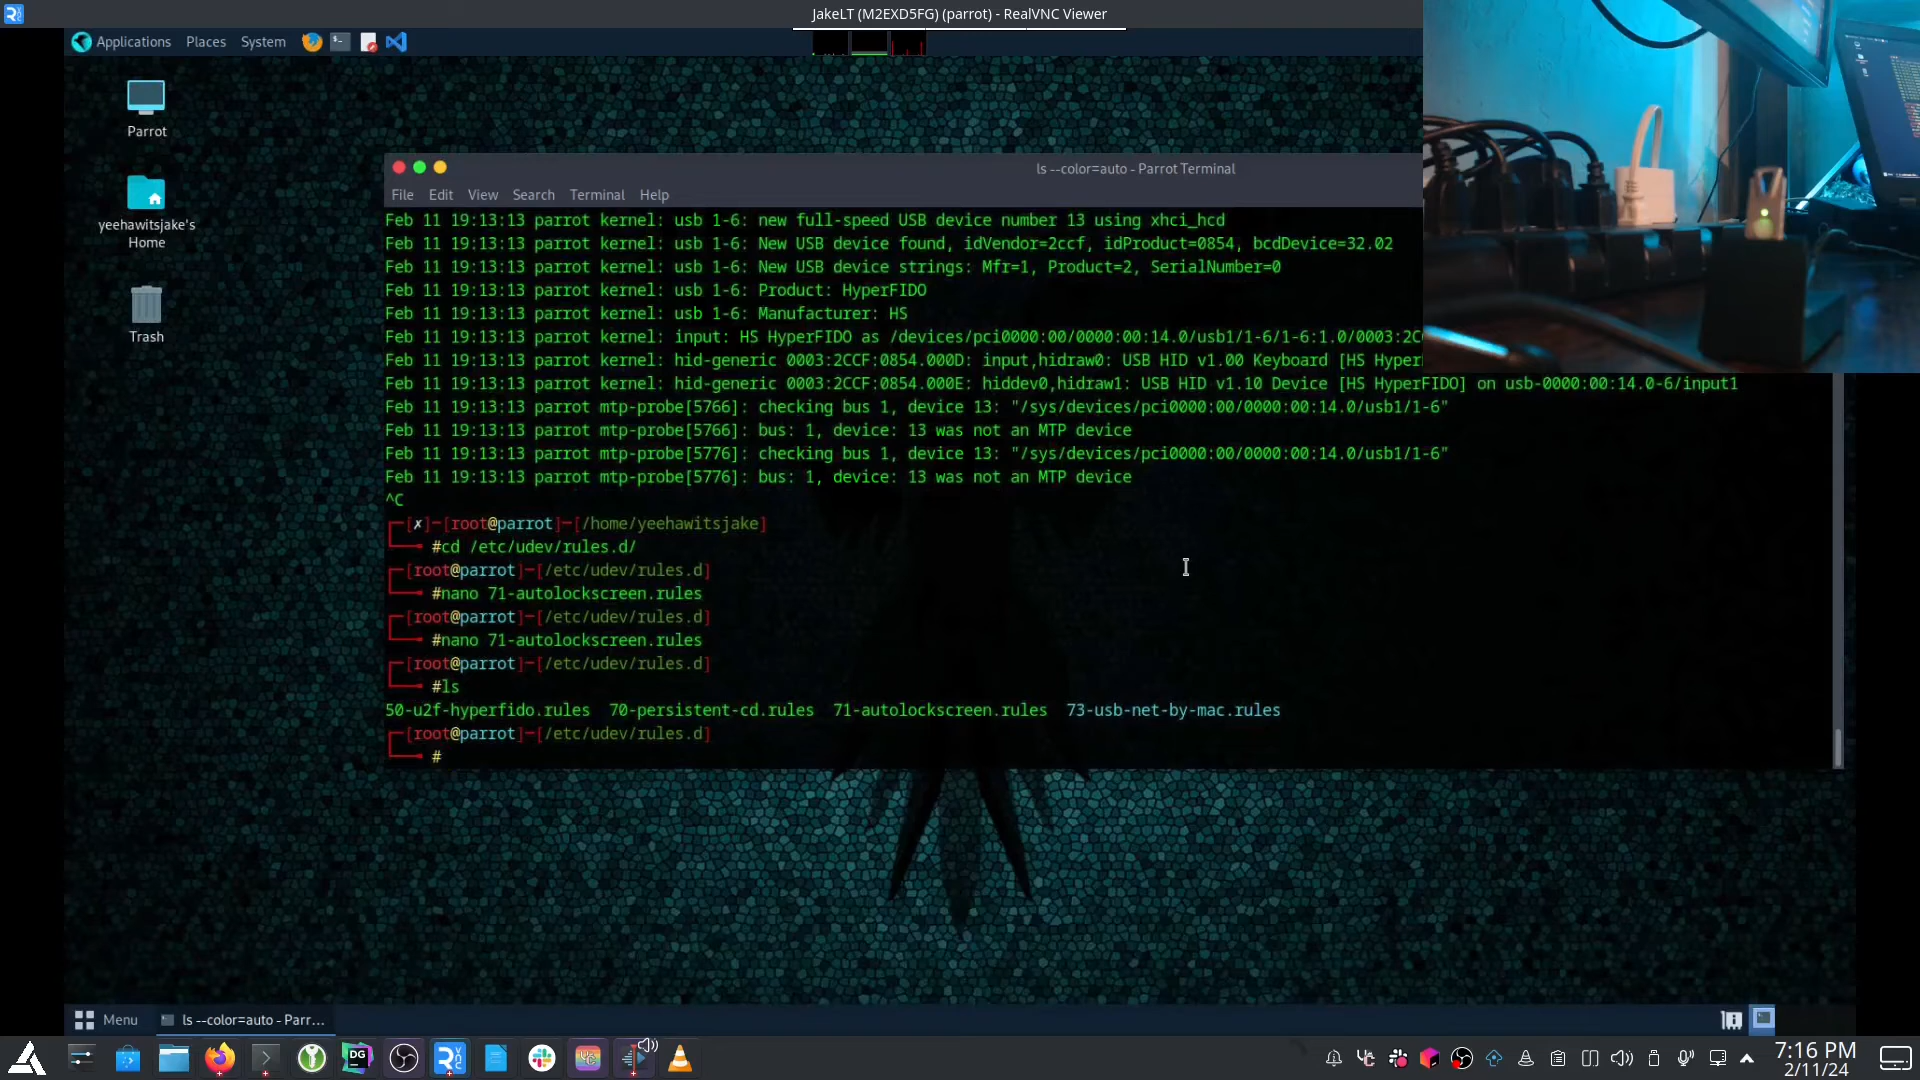 JakeLT (M2EXD5FG) (parrot) - RealVNC Viewer
Applications Places System
Parrot
yeehawitsjake's
Home
Trash
ls --color=auto - Parrot Terminal
File Edit View Search Terminal Help
Feb 11 19:13:13 parrot kernel: usb 1-6: new full-speed USB device number 13 using xhci_hcd
Feb 11 19:13:13 parrot kernel: usb 1-6: New USB device found, idVendor=2ccf, idProduct=0854, bcdDevice=32.02
Feb 11 19:13:13 parrot kernel: usb 1-6: New USB device strings: Mfr=1, Product=2, SerialNumber=0
Feb 11 19:13:13 parrot kernel: usb 1-6: Product: HyperFIDO
Feb 11 19:13:13 parrot kernel: usb 1-6: Manufacturer: HS
Feb 11 19:13:13 parrot kernel: input: HS HyperFIDO as /devices/pci0000:00/0000:00:14.0/usb1/1-6/1-6:1.0/0003:2C
Feb 11 19:13:13 parrot kernel: hid-generic 0003:2CCF:0854.000D: input,hidraw0: USB HID v1.00 Keyboard [HS Hyper
Feb 11 19:13:13 parrot kernel: hid-generic 0003:2CCF:0854.000E: hiddev0,hidraw1: USB HID v1.10 Device [HS HyperFIDO] on usb-0000:00:14.0-6/input1
Feb 11 19:13:13 parrot mtp-probe[5766]: checking bus 1, device 13: "/sys/devices/pci0000:00/0000:00:14.0/usb1/1-6"
Feb 11 19:13:13 parrot mtp-probe[5766]: bus: 1, device: 13 was not an MTP device
Feb 11 19:13:13 parrot mtp-probe[5776]: checking bus 1, device 13: "/sys/devices/pci0000:00/0000:00:14.0/usb1/1-6"
Feb 11 19:13:13 parrot mtp-probe[5776]: bus: 1, device: 13 was not an MTP device
^C
┌─[✗]─[root@parrot]─[/home/yeehawitsjake]
└──╼ #cd /etc/udev/rules.d/
┌─[root@parrot]─[/etc/udev/rules.d]
└──╼ #nano 71-autolockscreen.rules
┌─[root@parrot]─[/etc/udev/rules.d]
└──╼ #nano 71-autolockscreen.rules
┌─[root@parrot]─[/etc/udev/rules.d]
└──╼ #ls
50-u2f-hyperfido.rules 70-persistent-cd.rules 71-autolockscreen.rules 73-usb-net-by-mac.rules
┌─[root@parrot]─[/etc/udev/rules.d]
└──╼ #
Menu ls --color=auto - Parr...
7:16 PM
2/11/24